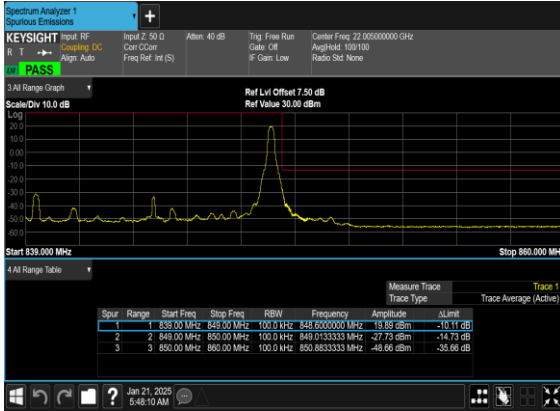 Spectrum Analyzer 1
Spurious Emissions
KEYSIGHT Input: RF Input Z: 50 Ω Atten: 40 dB Trig: Free Run Center Freq: 22.005000000 GHz
R T Coupling: DC Corr CCorr Gate: Off Avg|Hold: 100/100
Align: Auto Freq Ref: Int (S) IF Gain: Low Radio Std: None
PASS
3 All Range Graph
Ref Lvl Offset 7.50 dB
Scale/Div 10.0 dB Ref Value 30.00 dBm
Log
20.0
10.0
0.00
-10.0
-20.0
-30.0
-40.0
-50.0
-60.0
Start 839.000 MHz Stop 860.000 MH
4 All Range Table
Measure Trace Trace 1
Trace Type Trace Average (Active)
Spur Range Start Freq Stop Freq RBW Frequency Amplitude ΔLimit
1 1 839.00 MHz 849.00 MHz 100.0 kHz 848.6000000 MHz 19.89 dBm -10.11 dB
2 2 849.00 MHz 850.00 MHz 100.0 kHz 849.0133333 MHz -27.73 dBm -14.73 dB
3 3 850.00 MHz 860.00 MHz 100.0 kHz 850.8833333 MHz -48.66 dBm -35.66 dB
Jan 21, 2025
5:48:10 AM